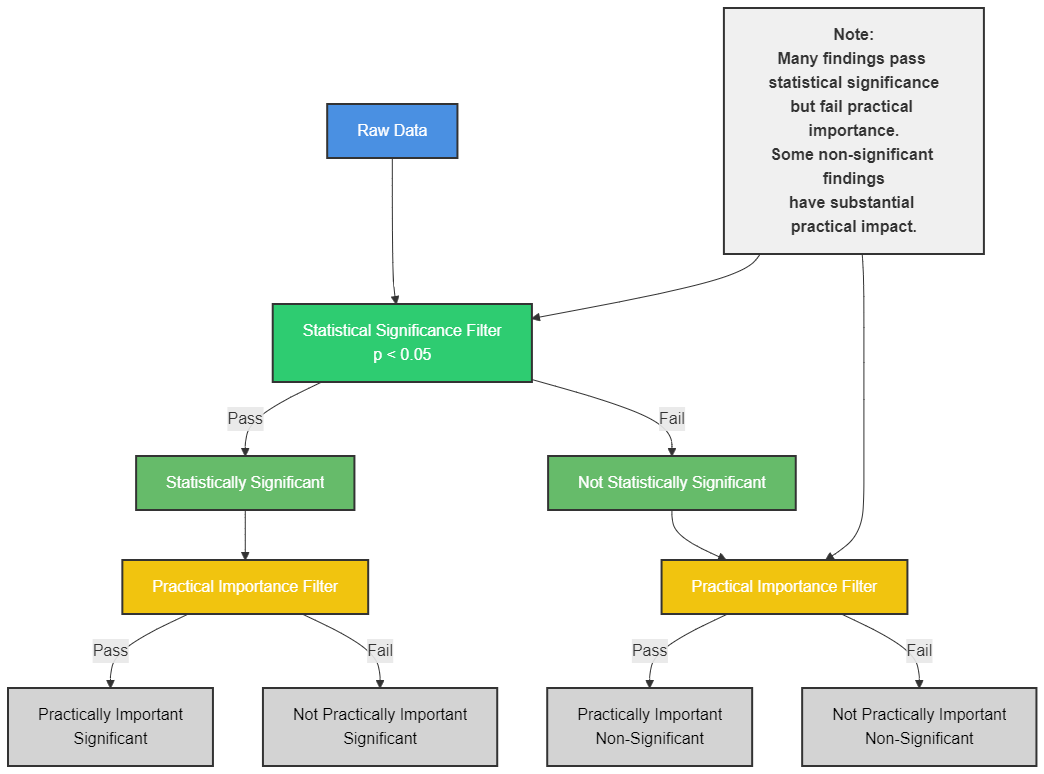 Note:
Many findings pass
statistical significance
but fail practical
importance.
Some non-significant
findings
have substantial
practical impact.
Raw Data
Statistical Significance Filter
p < 0.05
Pass
Fail
Statistically Significant
Not Statistically Significant
Practical Importance Filter
Practical Importance Filter
Pass
Fail
Pass
Fail
Practically Important
Significant
Not Practically Important
Significant
Practically Important
Non-Significant
Not Practically Important
Non-Significant